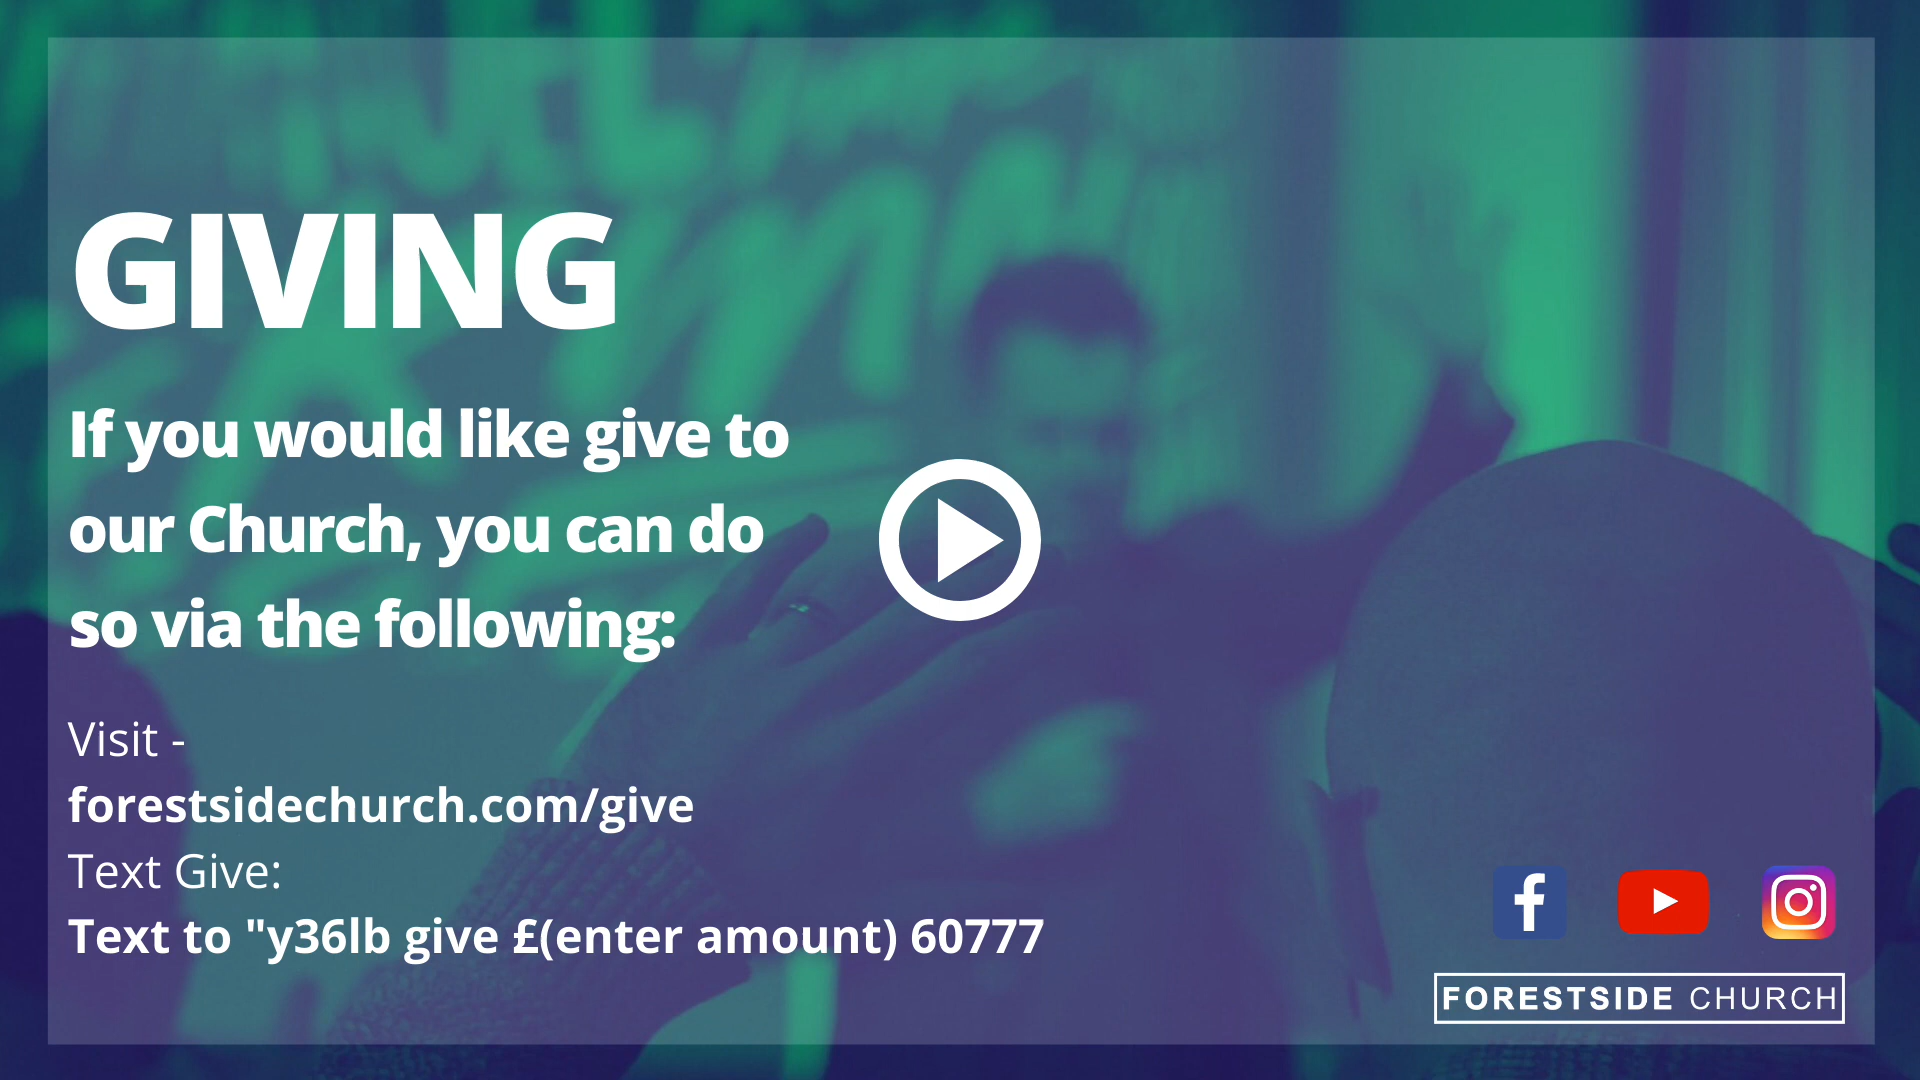 GIVING
If you would like give to
our Church, you can do
so via the following:
Visit -
forestsidechurch.com/give
Text Give:
Text to "y36lb give £(enter amount) 60777
FORESTSIDE CHURCH